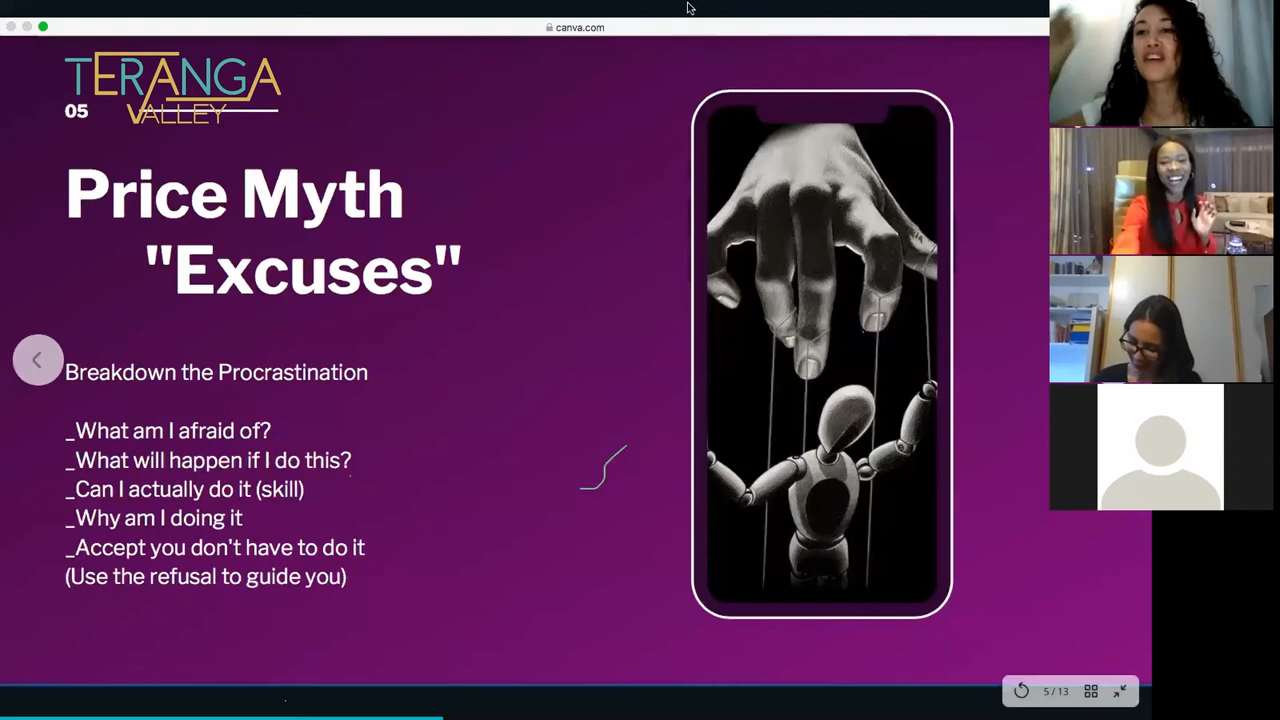 canva.com
TERANGA
05
VALLEY
Price Myth
"Excuses"
Breakdown the Procrastination
_What am I afraid of?
_What will happen if I do this?
_Can I actually do it (skill)
_Why am I doing it
_Accept you don't have to do it
(Use the refusal to guide you)
5 / 13